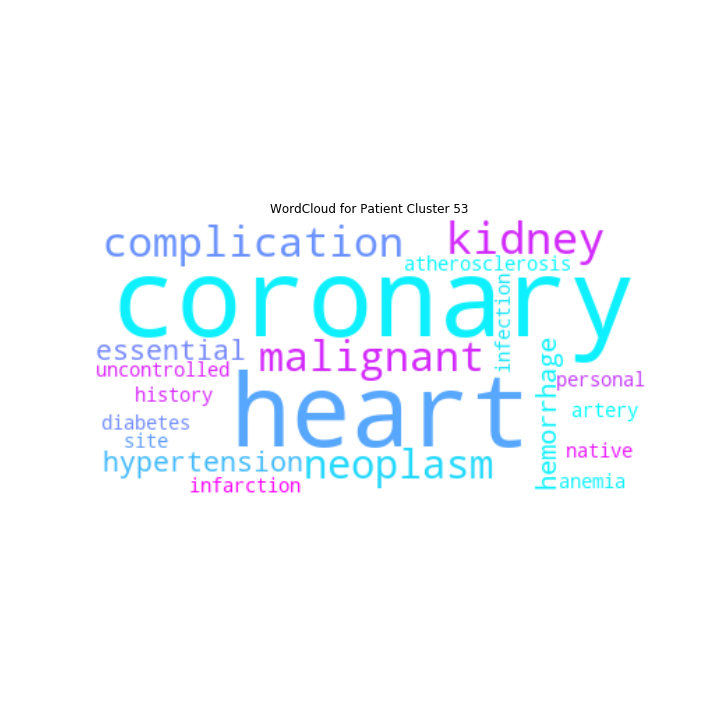 WordCloud for Patient Cluster 53
complication
kidney
atherosclerosis
coronary
infection
essential
malignant
uncontrolled
hemorrhage
personal
heart
history
artery
diabetes
site
native
hypertension
neoplasm
anemia
infarction